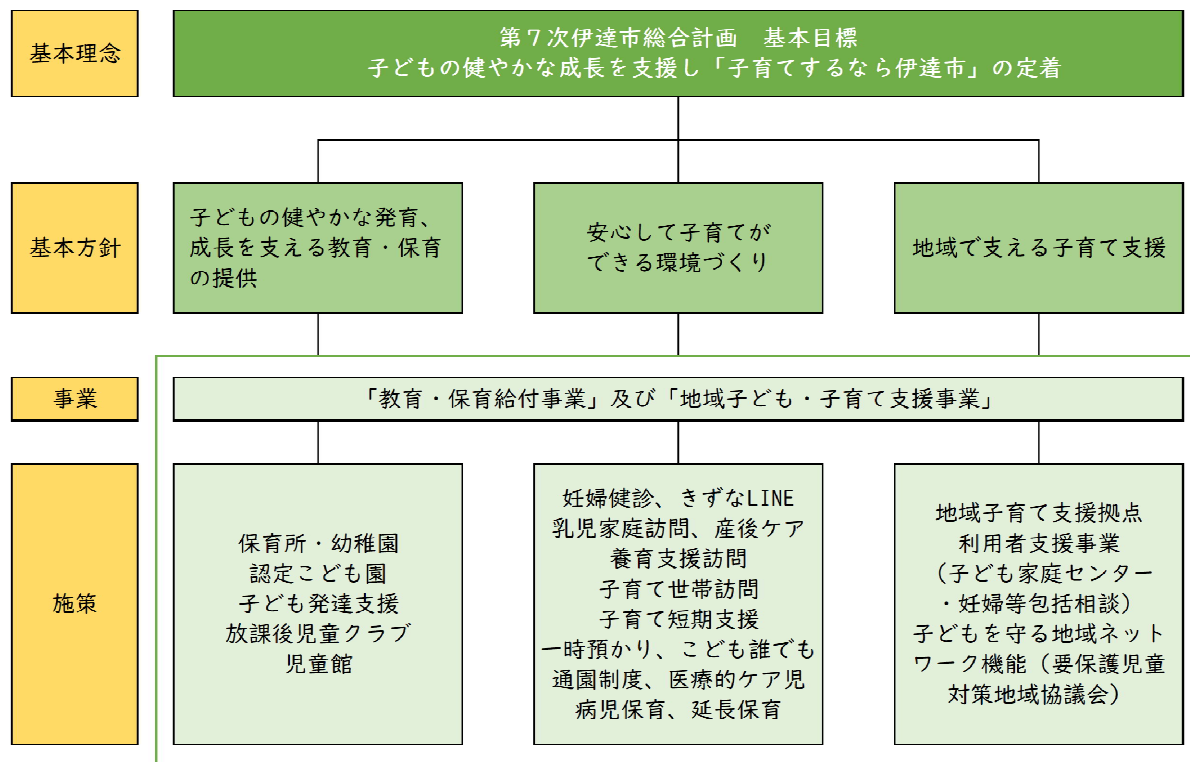 基本理念
第７次伊達市総合計画　基本目標
子どもの健やかな成長を支援し「子育てするなら伊達市」の定着
基本方針
子どもの健やかな発育、
成長を支える教育・保育
の提供
安心して子育てが
できる環境づくり
地域で支える子育て支援
事業
「教育・保育給付事業」及び「地域子ども・子育て支援事業」
施策
保育所・幼稚園
認定こども園
子ども発達支援
放課後児童クラブ
児童館
妊婦健診、きずなLINE
乳児家庭訪問、産後ケア
養育支援訪問
子育て世帯訪問
子育て短期支援
一時預かり、こども誰でも
通園制度、医療的ケア児
病児保育、延長保育
地域子育て支援拠点
利用者支援事業
（子ども家庭センター
・妊婦等包括相談）
子どもを守る地域ネット
ワーク機能（要保護児童
対策地域協議会）